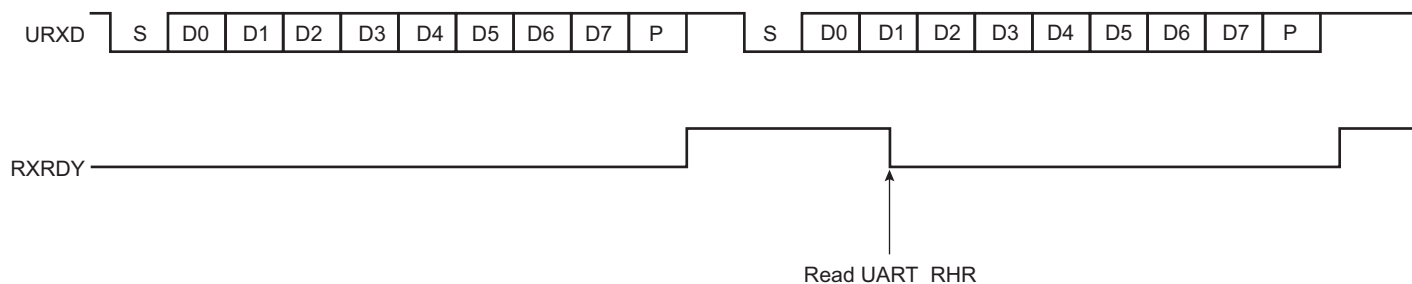 URXD S D0 D1 D2 D3 D4 D5 D6 D7 P S D0 D1 D2 D3 D4 D5 D6 D7 P
RXRDY
Read UART RHR